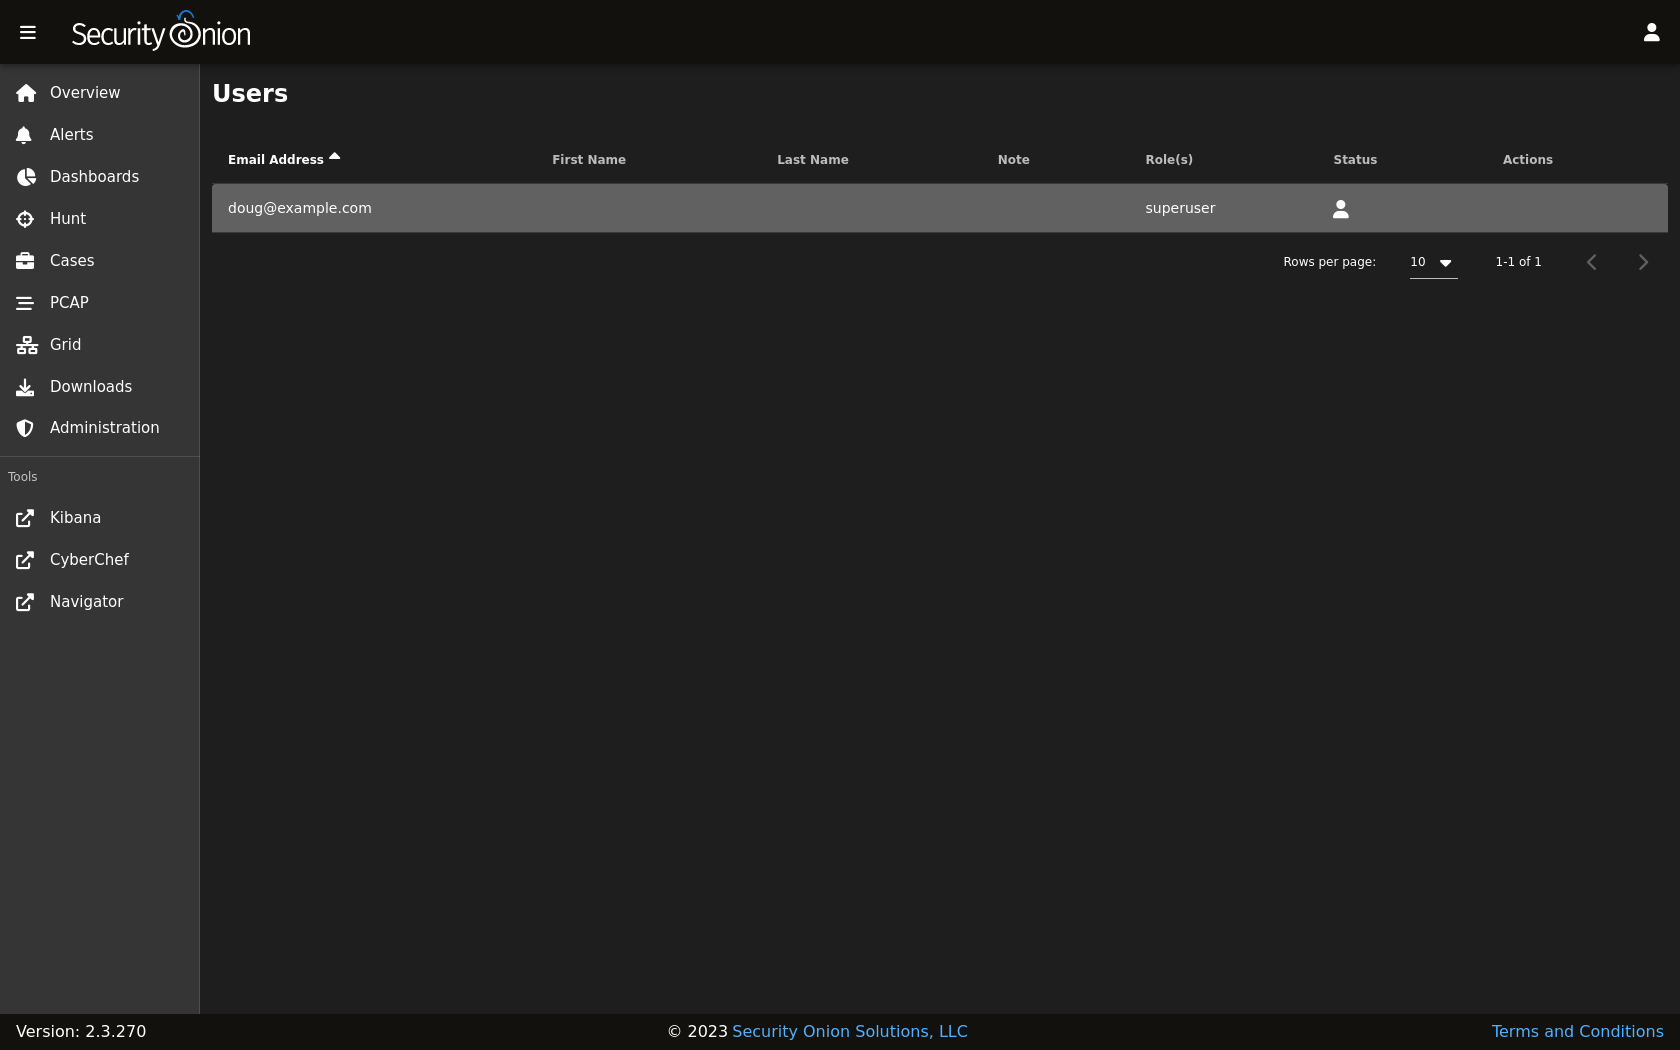 Security Onion
Overview
Alerts
Dashboards
Hunt
Cases
PCAP
Grid
Downloads
Administration
Tools
Kibana
CyberChef
Navigator
Users
Email Address First Name Last Name Note Role(s) Status Actions
doug@example.com superuser
Rows per page: 10 1-1 of 1
Version: 2.3.270 © 2023 Security Onion Solutions, LLC Terms and Conditions